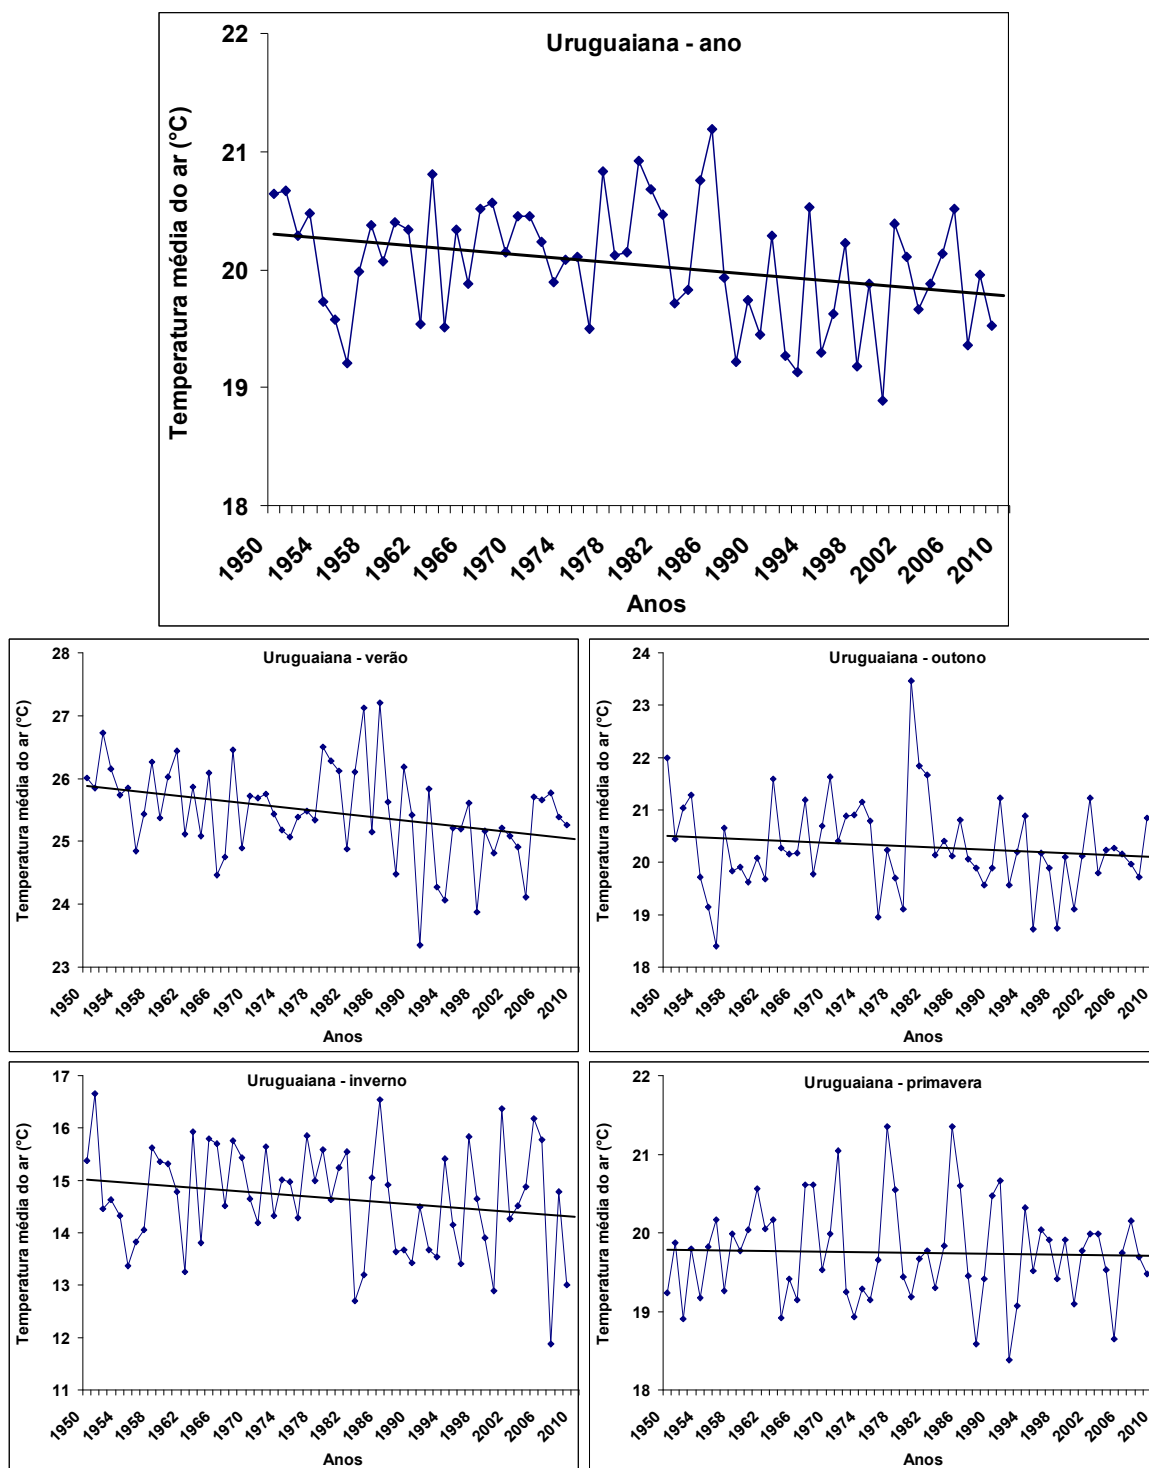 Uruguaiana - ano
Temperatura média do ar (°C)
22
21
20
19
18
1950 1954 1958 1962 1966 1970 1974 1978 1982 1986 1990 1994 1998 2002 2006 2010
Anos
Uruguaiana - verão
Temperatura média do ar (°C)
28
27
26
25
24
23
1950 1954 1958 1962 1966 1970 1974 1978 1982 1986 1990 1994 1998 2002 2006 2010
Anos
Uruguaiana - outono
Temperatura média do ar (°C)
24
23
22
21
20
19
18
1950 1954 1958 1962 1966 1970 1974 1978 1982 1986 1990 1994 1998 2002 2006 2010
Anos
Uruguaiana - inverno
Temperatura média do ar (°C)
17
16
15
14
13
12
11
1950 1954 1958 1962 1966 1970 1974 1978 1982 1986 1990 1994 1998 2002 2006 2010
Anos
Uruguaiana - primavera
Temperatura média do ar (°C)
22
21
20
19
18
1950 1954 1958 1962 1966 1970 1974 1978 1982 1986 1990 1994 1998 2002 2006 2010
Anos